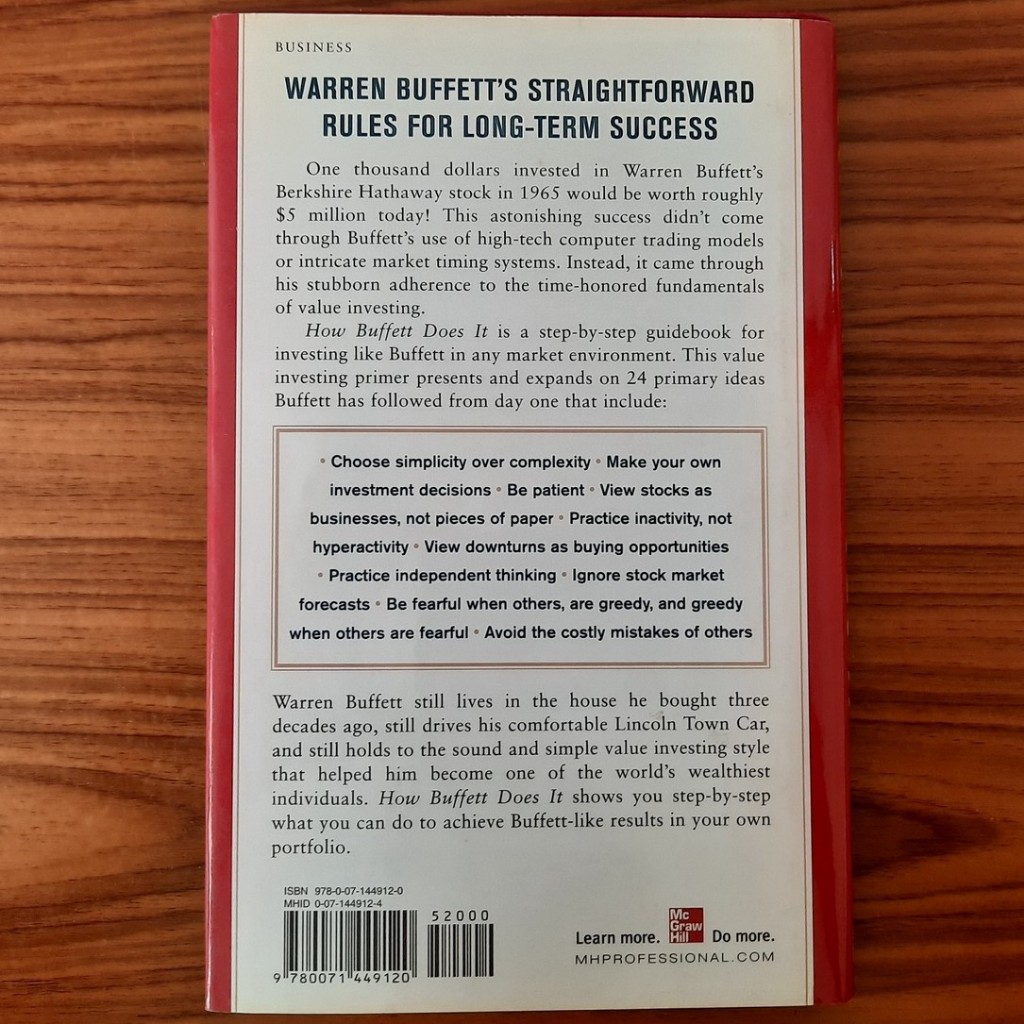 BUSINESS
WARREN BUFFETT'S STRAIGHTFORWARD
RULES FOR LONG-TERM SUCCESS
One thousand dollars invested in Warren Buffett's
Berkshire Hathaway stock in 1965 would be worth roughly
$5 million today! This astonishing success didn't come
through Buffett's use of high-tech computer trading models
or intricate market timing systems. Instead, it came through
his stubborn adherence to the time-honored fundamentals
of value investing.
How Buffett Does It is a step-by-step guidebook for
investing like Buffett in any market environment. This value
investing primer presents and expands on 24 primary ideas
Buffett has followed from day one that include:
• Choose simplicity over complexity • Make your own
investment decisions • Be patient • View stocks as
businesses, not pieces of paper • Practice inactivity, not
hyperactivity • View downturns as buying opportunities
• Practice independent thinking • Ignore stock market
forecasts • Be fearful when others, are greedy, and greedy
when others are fearful • Avoid the costly mistakes of others
Warren Buffett still lives in the house he bought three
decades ago, still drives his comfortable Lincoln Town Car,
and still holds to the sound and simple value investing style
that helped him become one of the world's wealthiest
individuals. How Buffett Does It shows you step-by-step
what you can do to achieve Buffett-like results in your own
portfolio.
ISBN 978-0-07-144912-0
MHID 0-07-144912-4
52000
9 780071 449120
Learn more.
Mc
Graw
Hill
Do more.
MHPROFESSIONAL.COM